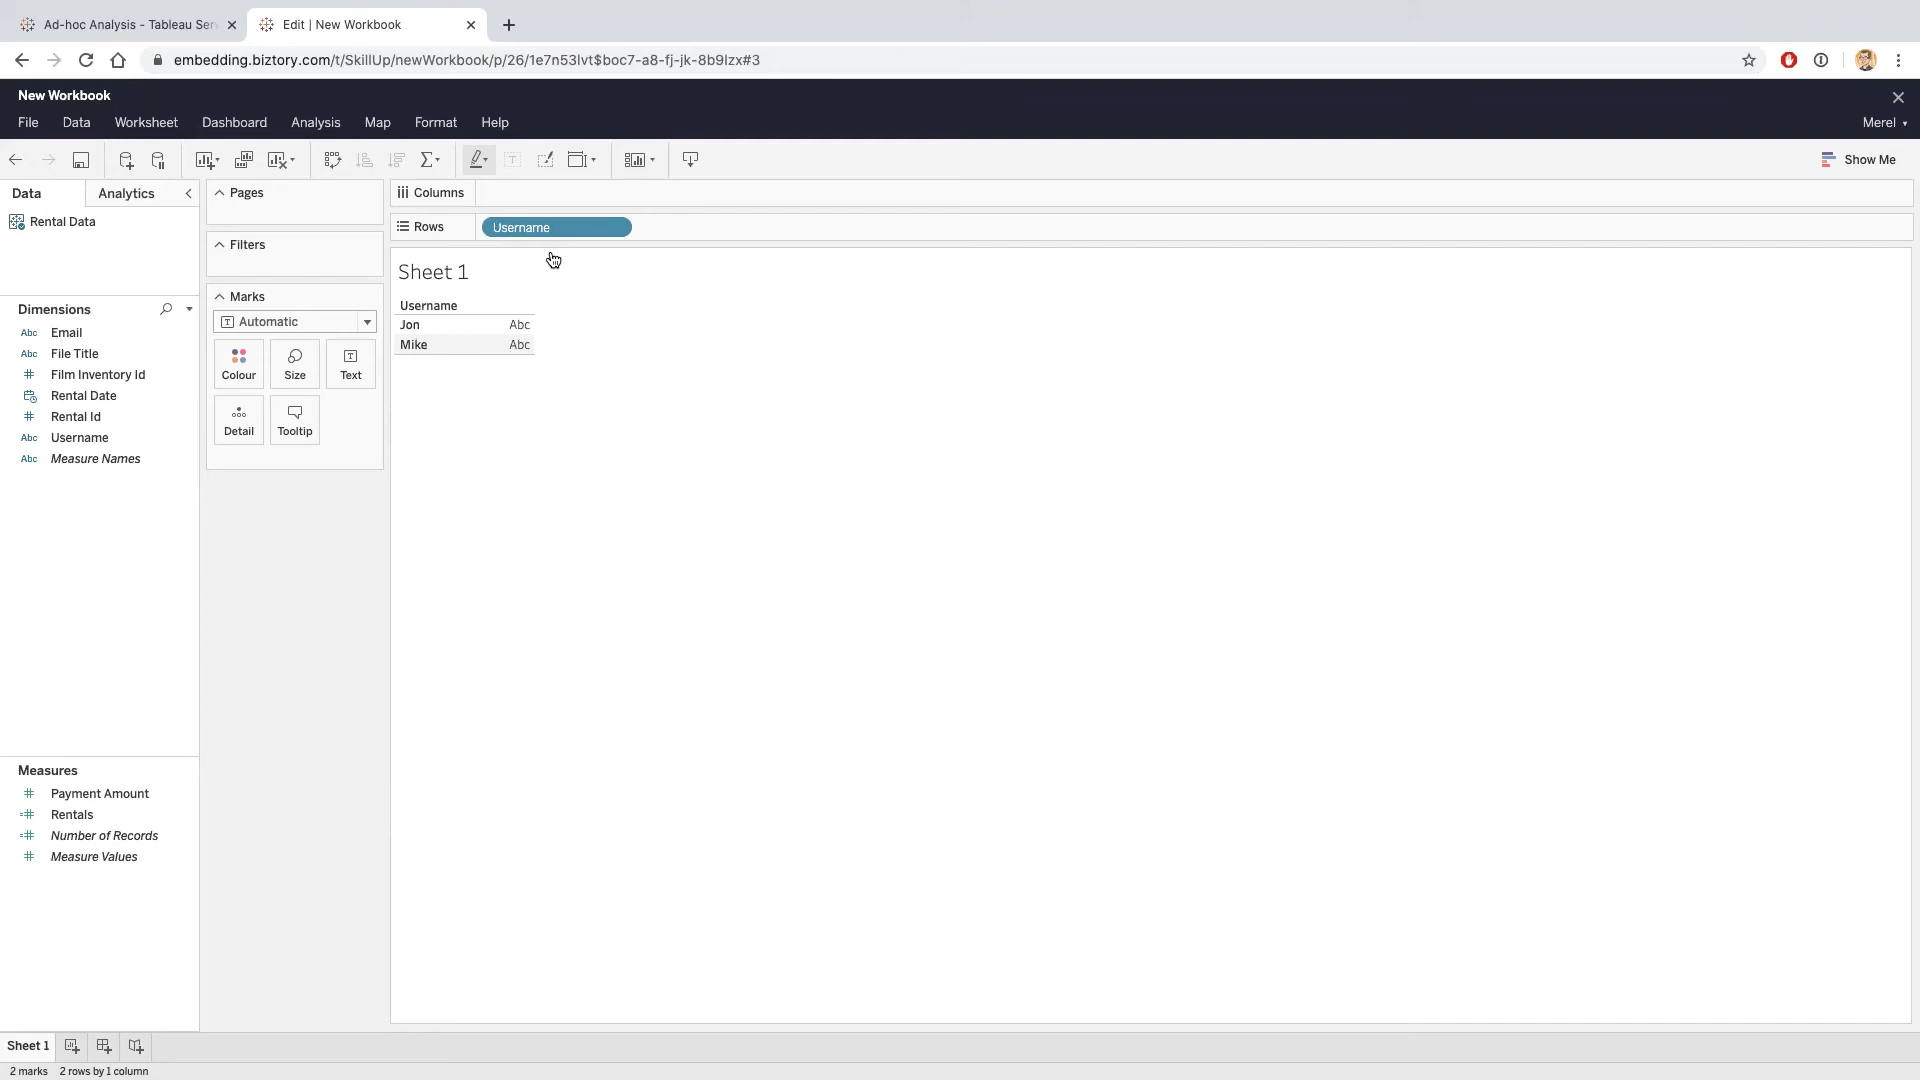 Ad-hoc Analysis - Tableau Ser
Edit | New Workbook
embedding.biztory.com/t/SkillUp/newWorkbook/p/26/1e7n53lvt$boc7-a8-fj-jk-8b9lzx#3
New Workbook
File Data Worksheet Dashboard Analysis Map Format Help
Merel
Show Me
Data Analytics
Rental Data
Dimensions
Abc Email
Abc File Title
# Film Inventory Id
Rental Date
# Rental Id
Abc Username
Abc Measure Names
Measures
# Payment Amount
=# Rentals
=# Number of Records
# Measure Values
Pages
Filters
Marks
T Automatic
Colour Size Text
Detail Tooltip
Columns
Rows Username
Sheet 1
Username
Jon Abc
Mike Abc
Sheet 1
2 marks 2 rows by 1 column